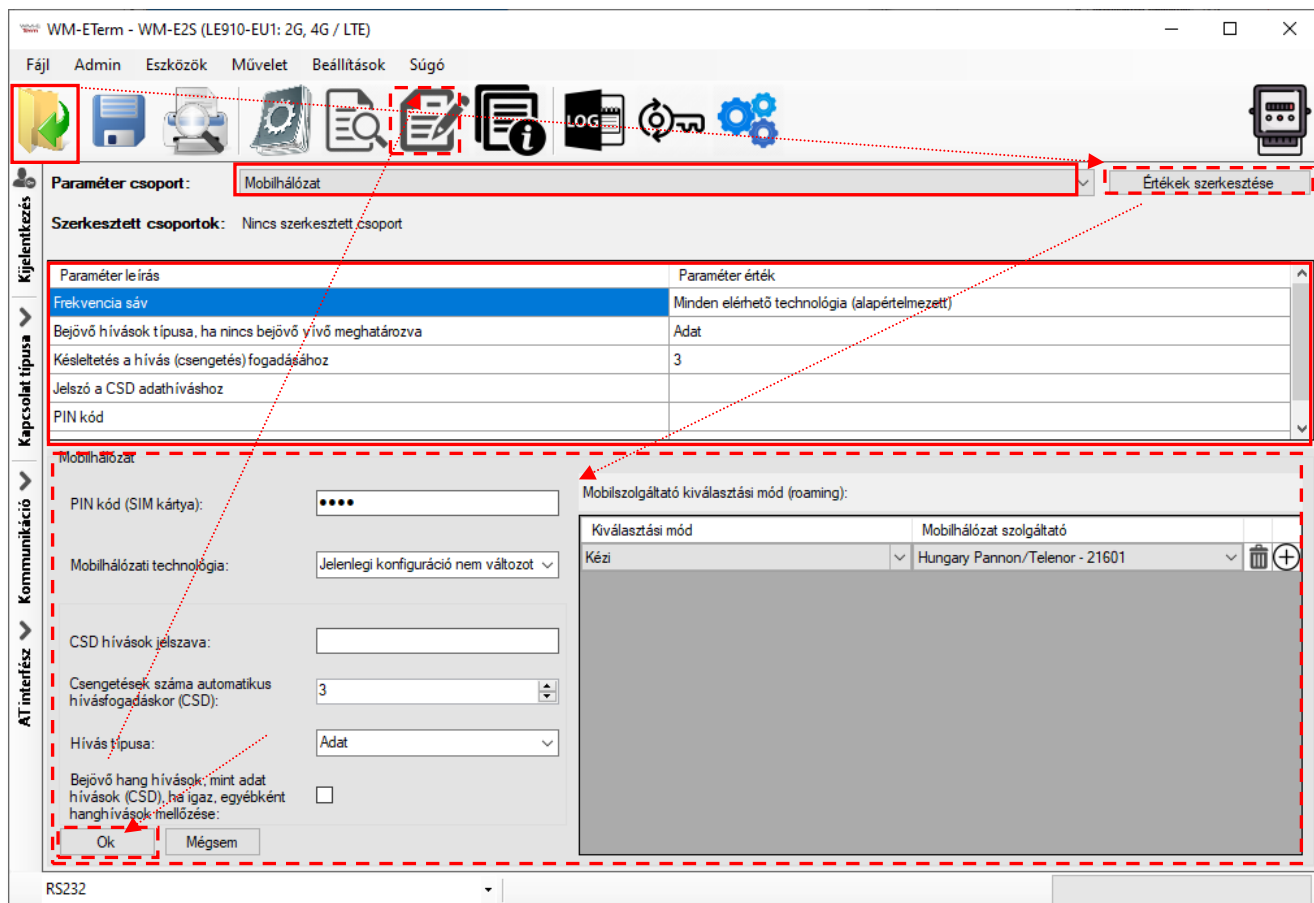 WM-ETerm - WM-E2S (LE910-EU1: 2G, 4G / LTE)
Fájl Admin Eszközök Művelet Beállítások Súgó
LOG
Kijelentkezés
Kapcsolat típusa
Kommunikáció
AT interfész
Paraméter csoport: Mobilhálózat Értékek szerkesztése
Szerkesztett csoportok: Nincs szerkesztett csoport
Paraméter leírás Paraméter érték
Frekvencia sáv Minden elérhető technológia (alapértelmezett)
Bejövő hívások típusa, ha nincs bejövő vivő meghatározva Adat
Késleltetés a hívás (csengetés) fogadásához 3
Jelszó a CSD adathíváshoz
PIN kód
Mobilhálózat
PIN kód (SIM kártya): ••••
Mobilhálózati technológia: Jelenlegi konfiguráció nem változot
CSD hívások jelszava:
Csengetések száma automatikus
hívásfogadáskor (CSD): 3
Hívás típusa: Adat
Bejövő hang hívások, mint adat
hívások (CSD), ha igaz, egyébként
hanghívások mellőzése:
Ok Mégsem
Mobilszolgáltató kiválasztási mód (roaming):
Kiválasztási mód Mobilhálózat szolgáltató
Kézi Hungary Pannon/Telenor - 21601
RS232